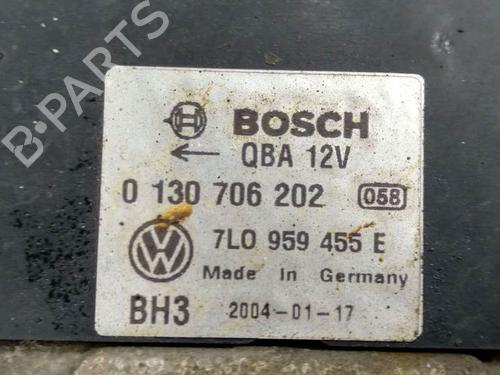 B-PARTS
BOSCH
← QBA 12V
0 130 706 202 058
7L0 959 455 E
Made In Germany
BH3 2004-01-17